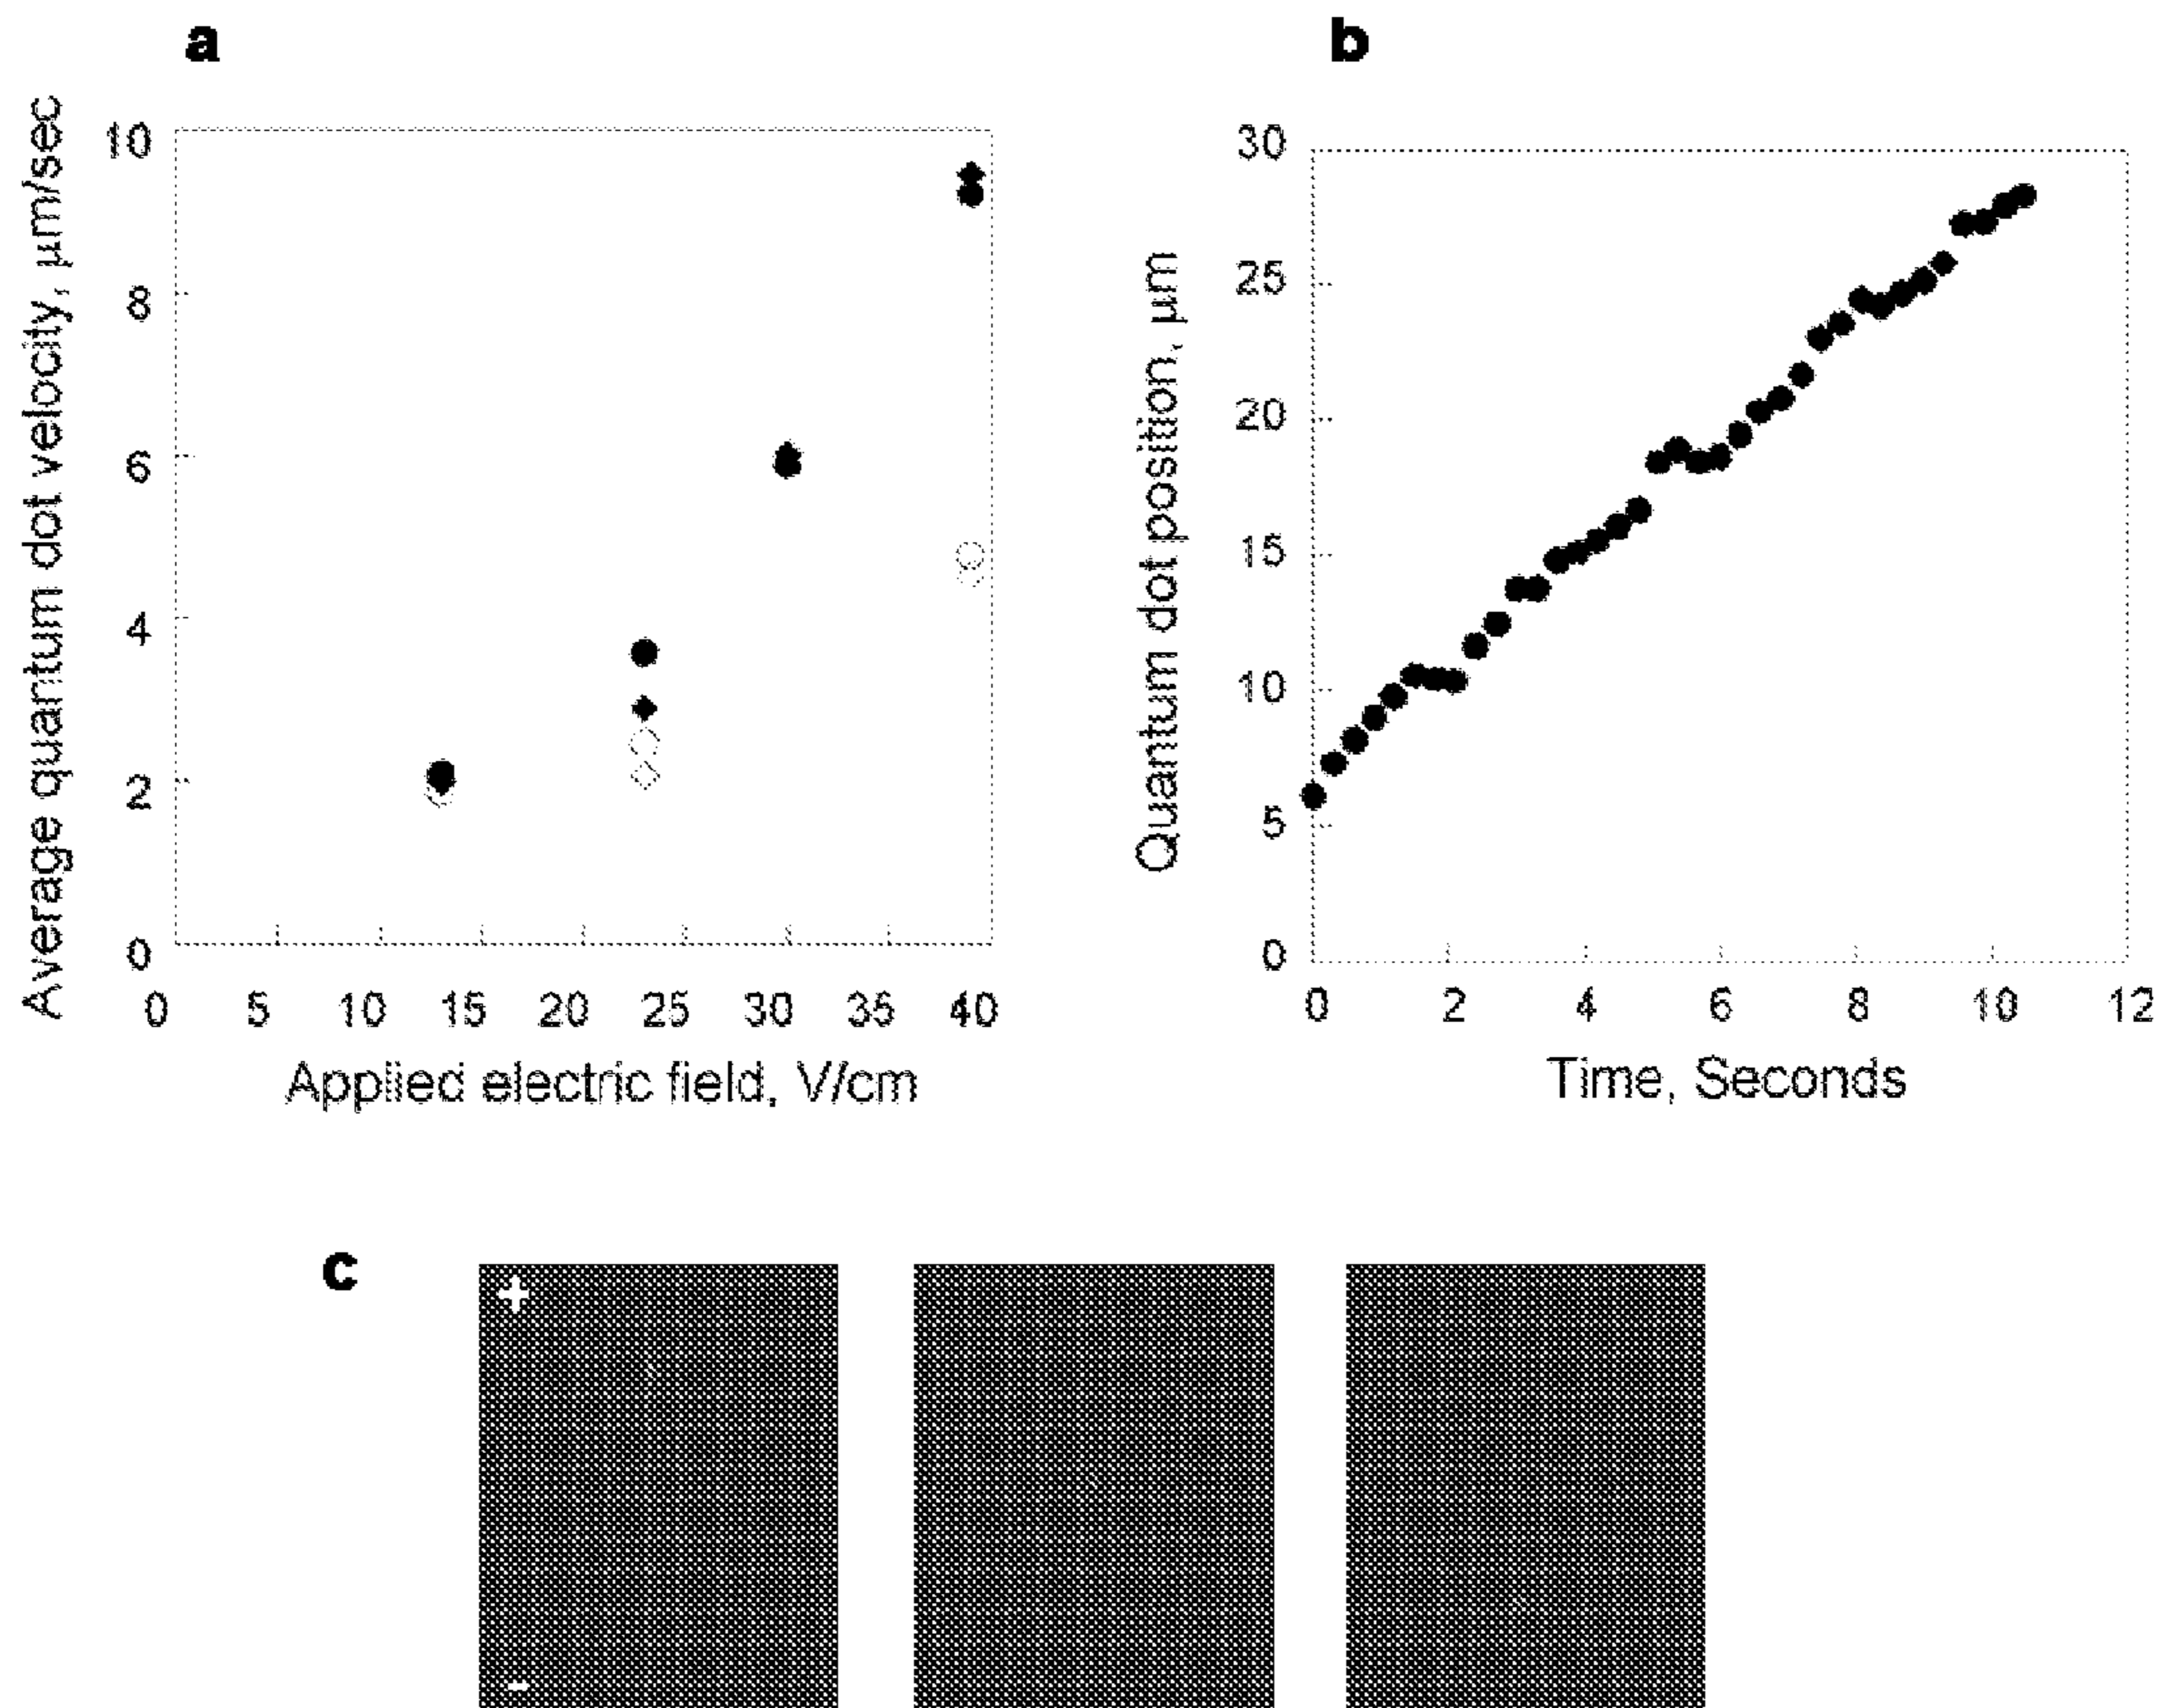 a
Average quantum dot velocity, μm/sec
10
8
6
4
2
0
0 5 10 15 20 25 30 35 40
Applied electric field, V/cm
b
Quantum dot position, μm
30
25
20
15
10
5
0
0 2 4 6 8 10 12
Time, Seconds
c
+
-